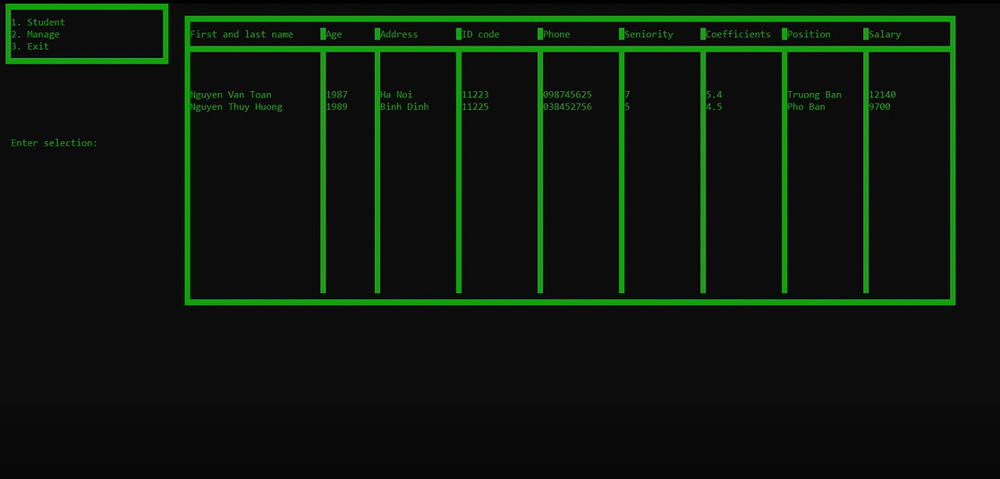 1. Student
2. Manage
3. Exit
First and last name Age Address ID code Phone Seniority Coefficients Position Salary
Nguyen Van Toan 1987 Ha Noi 11223 098745625 7 5.4 Truong Ban 12140
Nguyen Thuy Huong 1989 Binh Dinh 11225 038452756 5 4.5 Pho Ban 9700
Enter selection: